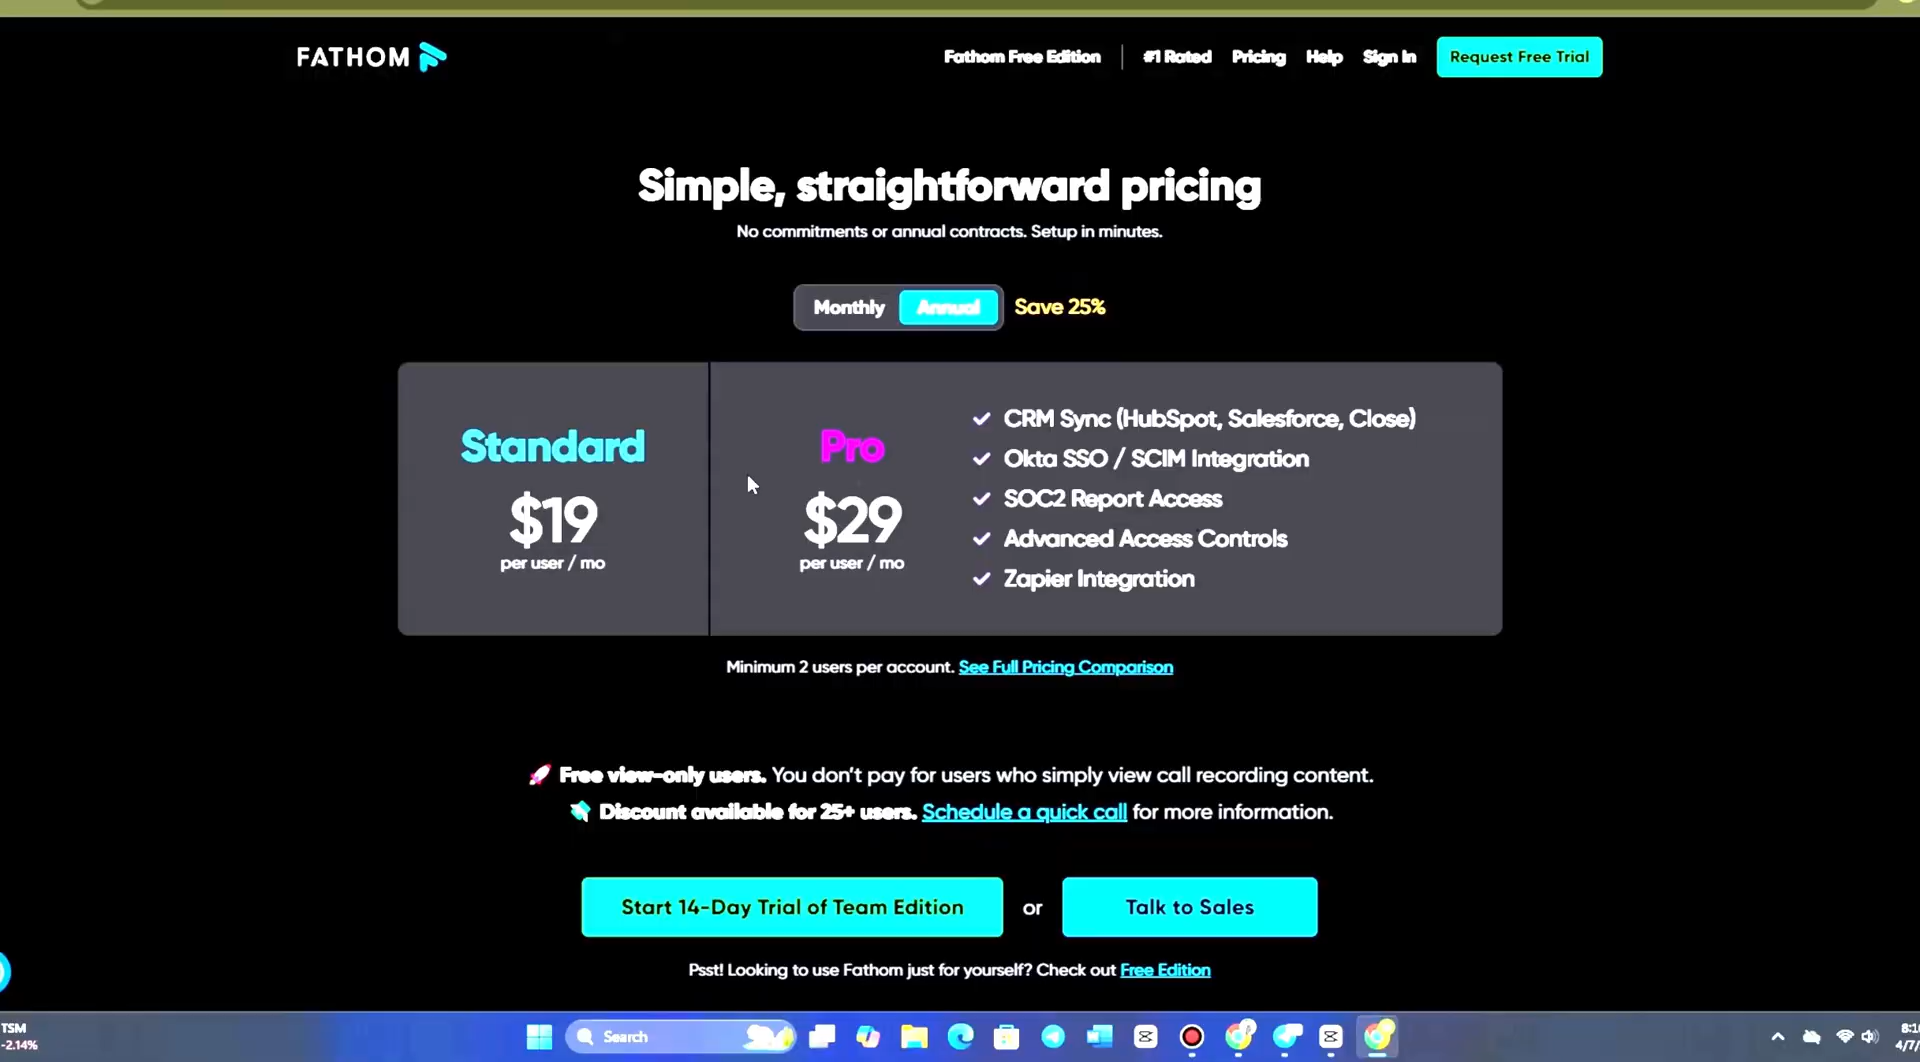 FATHOM
Fathom Free Edition #1 Rated Pricing Help Sign In Request Free Trial
Simple, straightforward pricing
No commitments or annual contracts. Setup in minutes.
Monthly Annual Save 25%
Standard
$19
per user / mo
Pro
$29
per user / mo
CRM Sync (HubSpot, Salesforce, Close)
Okta SSO / SCIM Integration
SOC2 Report Access
Advanced Access Controls
Zapier Integration
Minimum 2 users per account. See Full Pricing Comparison
Free view-only users. You don't pay for users who simply view call recording content.
Discount available for 25+ users. Schedule a quick call for more information.
Start 14-Day Trial of Team Edition or Talk to Sales
Psst! Looking to use Fathom just for yourself? Check out Free Edition
TSM
-2.14%
Search